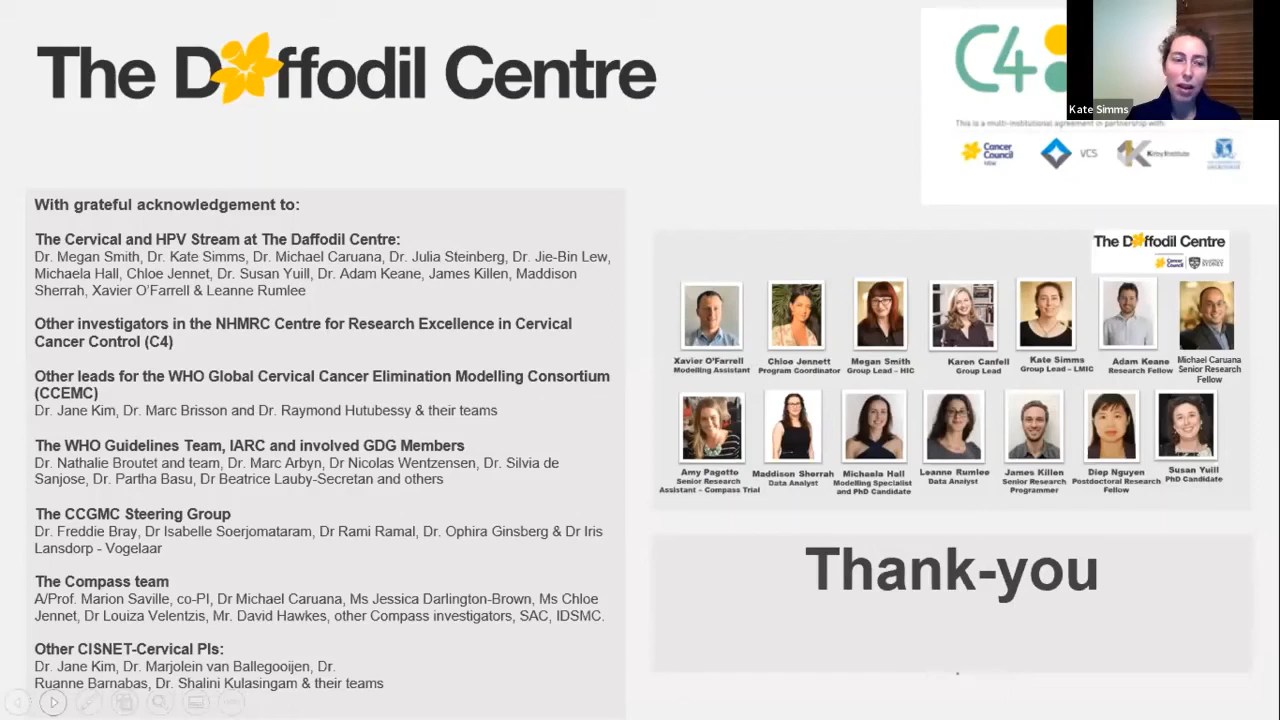 The Daffodil Centre
C4
Kate Simms
This is a multi-institutional agreement in partnership with:
Cancer
Council
VCS
Kirby Institute
With grateful acknowledgement to:
The Cervical and HPV Stream at The Daffodil Centre:
Dr. Megan Smith, Dr. Kate Simms, Dr. Michael Caruana, Dr. Julia Steinberg, Dr. Jie-Bin Lew,
Michaela Hall, Chloe Jennet, Dr. Susan Yuill, Dr. Adam Keane, James Killen, Maddison
Sherrah, Xavier O'Farrell & Leanne Rumlee
Other investigators in the NHMRC Centre for Research Excellence in Cervical
Cancer Control (C4)
Other leads for the WHO Global Cervical Cancer Elimination Modelling Consortium
(CCEMC)
Dr. Jane Kim, Dr. Marc Brisson and Dr. Raymond Hutubessy & their teams
The WHO Guidelines Team, IARC and involved GDG Members
Dr. Nathalie Broutet and team, Dr. Marc Arbyn, Dr Nicolas Wentzensen, Dr. Silvia de
Sanjose, Dr. Partha Basu, Dr Beatrice Lauby-Secretan and others
The CCGMC Steering Group
Dr. Freddie Bray, Dr Isabelle Soerjomataram, Dr Rami Ramal, Dr. Ophira Ginsberg & Dr Iris
Lansdorp - Vogelaar
The Compass team
A/Prof. Marion Saville, co-PI, Dr Michael Caruana, Ms Jessica Darlington-Brown, Ms Chloe
Jennet, Dr Louiza Velentzis, Mr. David Hawkes, other Compass investigators, SAC, IDSMC.
Other CISNET-Cervical PIs:
Dr. Jane Kim, Dr. Marjolein van Ballegooijen, Dr.
Ruanne Barnabas, Dr. Shalini Kulasingam & their teams
The Daffodil Centre
Cancer
Council
SYDNEY
Xavier O'Farrell
Modelling Assistant
Chloe Jennett
Program Coordinator
Megan Smith
Group Lead – HIC
Karen Canfell
Group Lead
Kate Simms
Group Lead – LMIC
Adam Keane
Research Fellow
Michael Caruana
Senior Research
Fellow
Amy Pagotto
Senior Research
Assistant – Compass Trial
Maddison Sherrah
Data Analyst
Michaela Hall
Modelling Specialist
and PhD Candidate
Leanne Rumlee
Data Analyst
James Killen
Senior Research
Programmer
Diep Nguyen
Postdoctoral Research
Fellow
Susan Yuill
PhD Candidate
Thank-you